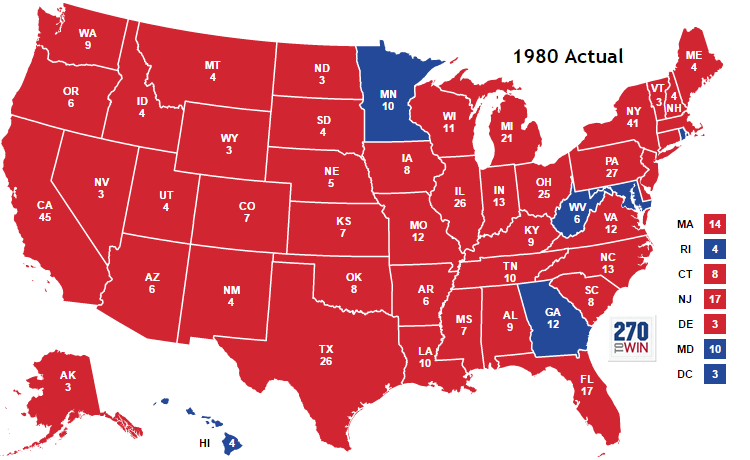 1980 Actual
WA
9
OR
6
CA
45
NV
3
ID
4
MT
4
WY
3
UT
4
AZ
6
CO
7
NM
4
ND
3
SD
4
NE
5
KS
7
OK
8
TX
26
MN
10
IA
8
MO
12
AR
6
LA
10
WI
11
IL
26
MI
21
IN
13
OH
25
KY
9
TN
10
MS
7
AL
9
GA
12
FL
17
SC
8
NC
13
VA
12
WV
6
PA
27
NY
41
VT
3
4
NH
ME
4
AK
3
HI
4
MA 14
RI 4
CT 8
NJ 17
DE 3
MD 10
DC 3
270
TO
WIN